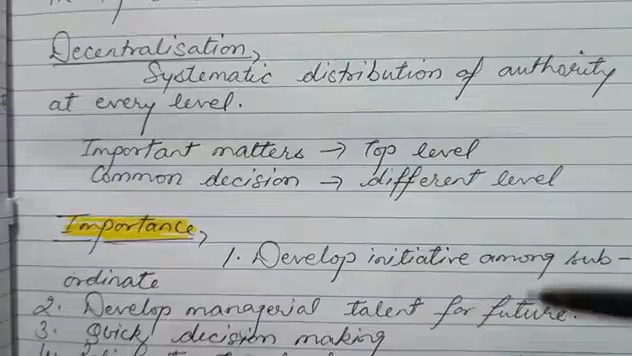 Decentralisation,
Systematic distribution of authority
at every level.
Important matters → Top level
Common decision → different level
Importance,
1. Develop initiative among sub-
ordinate
2. Develop managerial talent for future.
3. Quick decision making